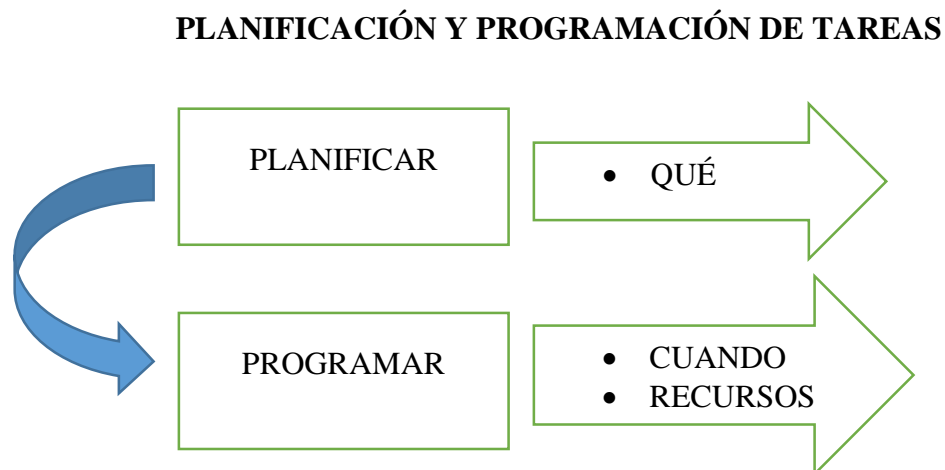 PLANIFICACIÓN Y PROGRAMACIÓN DE TAREAS
PLANIFICAR
• QUÉ
PROGRAMAR
• CUANDO
• RECURSOS